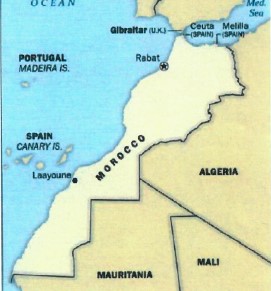 OCEAN
Med.
Sea
Gibraltar (U.K.)
Ceuta
(SPAIN)
Melilla
(SPAIN)
Rabat
PORTUGAL
MADEIRA IS.
SPAIN
CANARY IS.
MOROCCO
Laayoune
ALGERIA
MALI
MAURITANIA